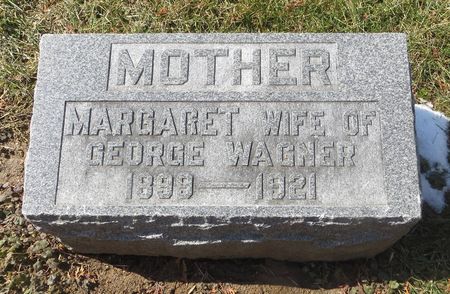 MOTHER
MARGARET WIFE OF
GEORGE WAGNER
1899—1921